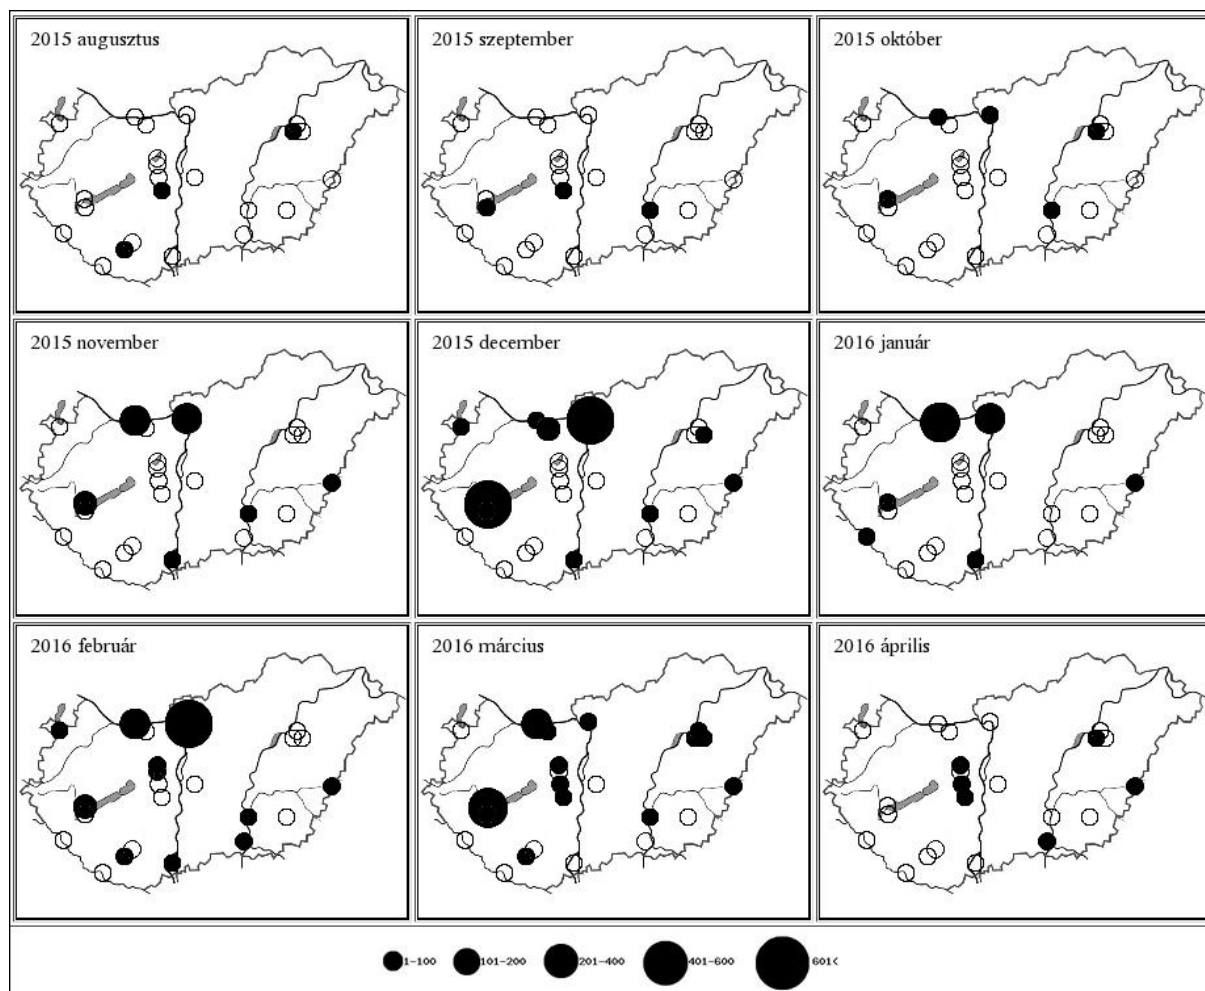 2015 augusztus
2015 szeptember
2015 október
2015 november
2015 december
2016 január
2016 február
2016 március
2016 április
1-100 101-200 201-400 401-600 601<